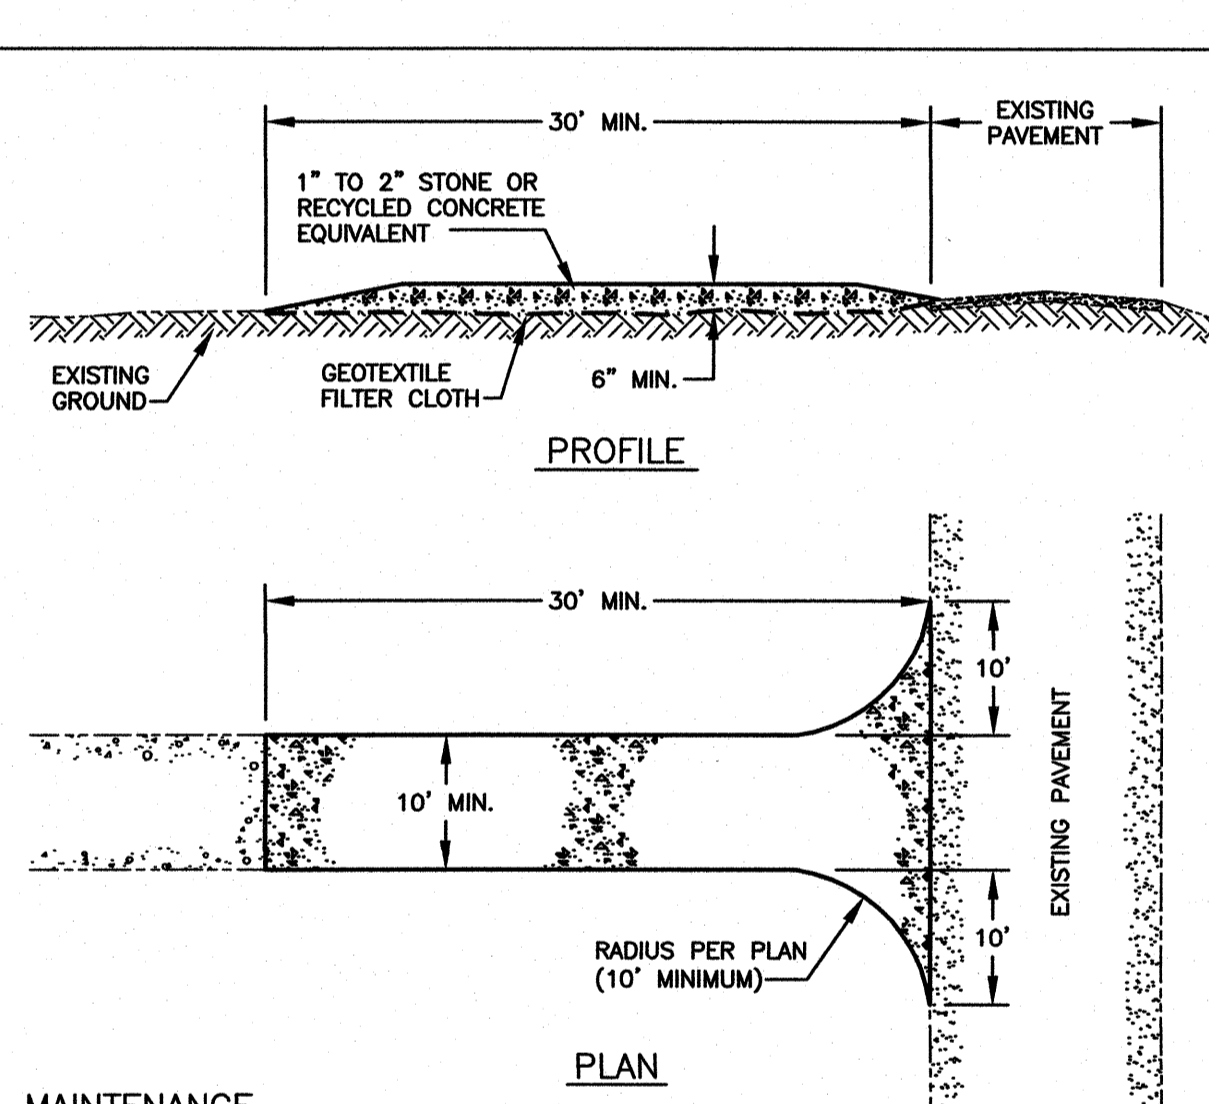 30' MIN.
EXISTING
PAVEMENT
1" TO 2" STONE OR
RECYCLED CONCRETE
EQUIVALENT
EXISTING
GROUND
GEOTEXTILE
FILTER CLOTH
6" MIN.
PROFILE
30' MIN.
10'
10' MIN.
EXISTING PAVEMENT
10'
RADIUS PER PLAN
(10' MINIMUM)
PLAN
MAINTENANCE